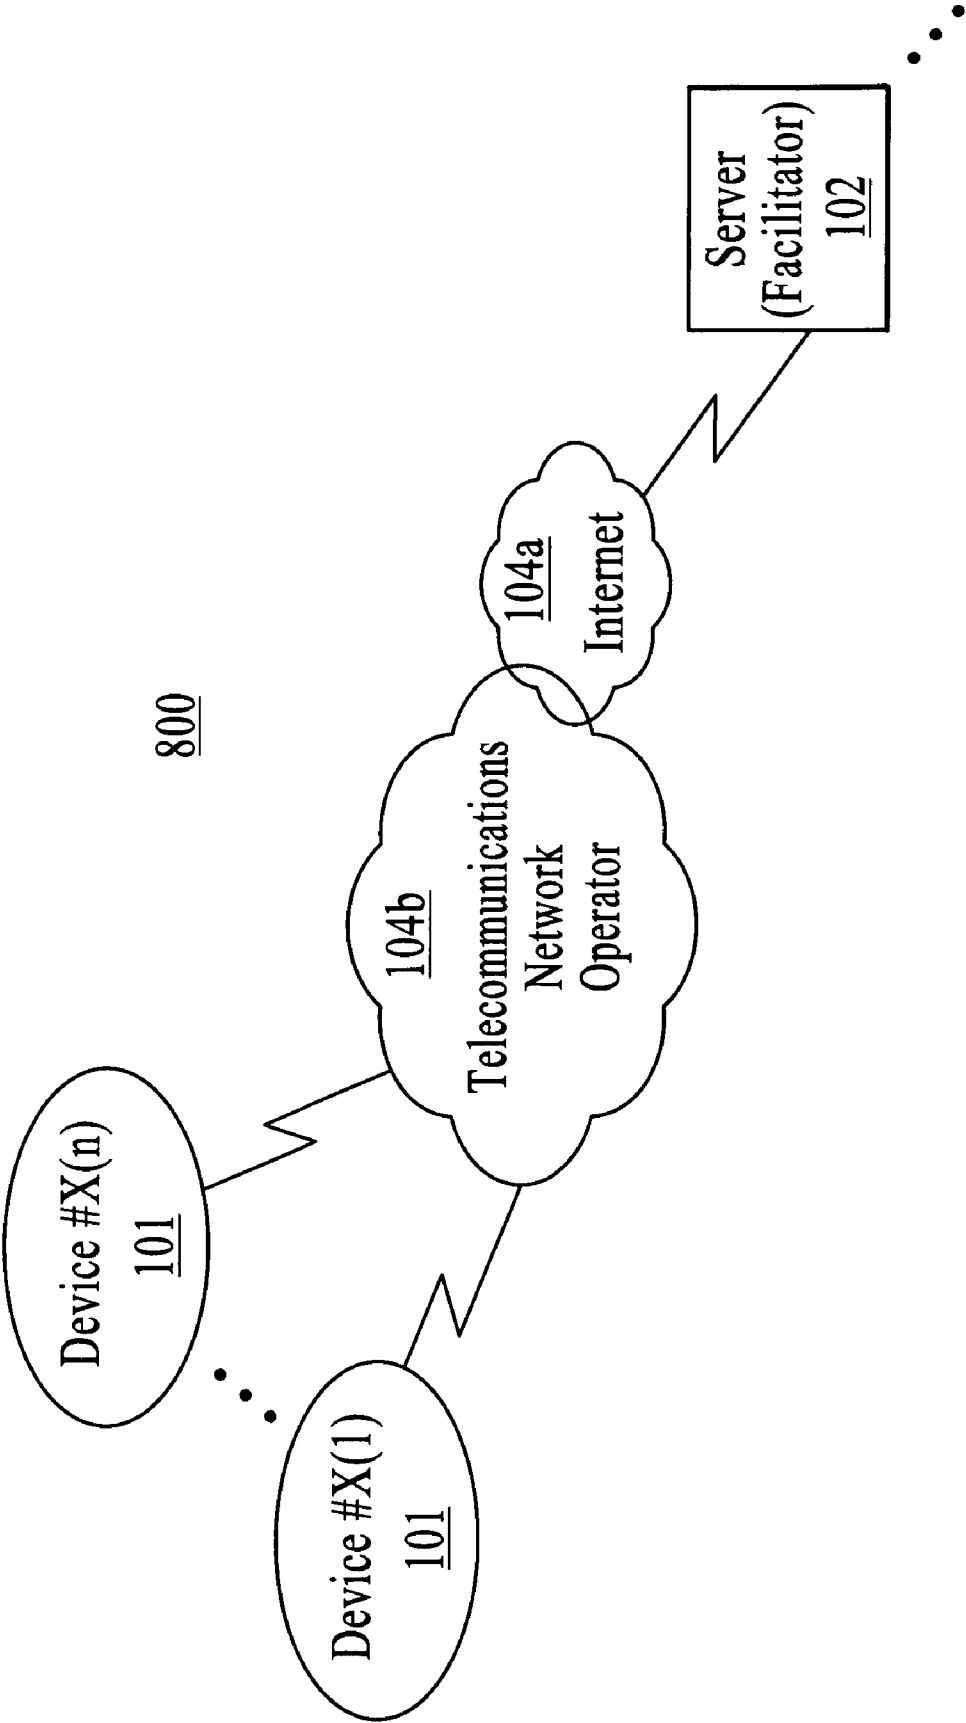 800
Device #X(n)
101
Device #X(1)
101
104b
Telecommunications
Network
Operator
104a
Internet
Server
(Facilitator)
102